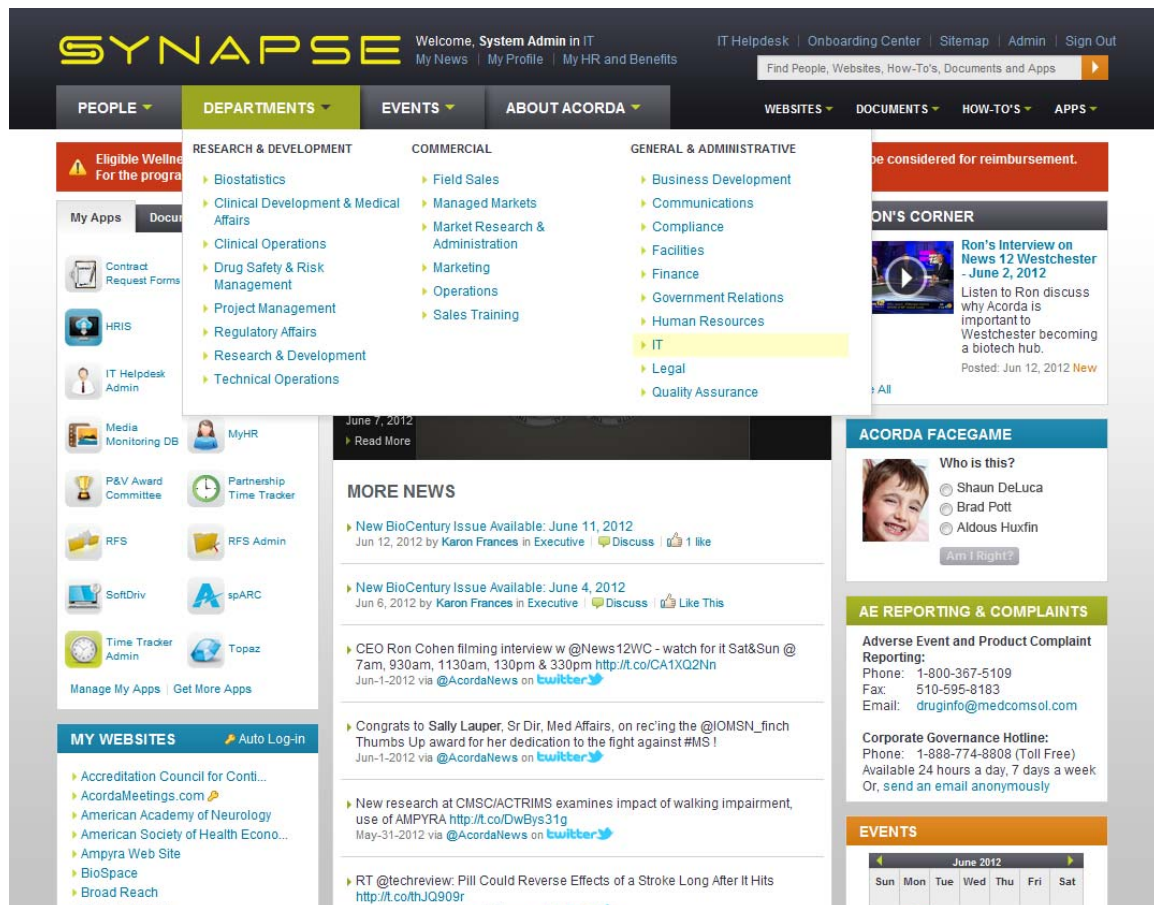 SYNAPSE
Welcome, System Admin in IT
My News | My Profile | My HR and Benefits
IT Helpdesk | Onboarding Center | Sitemap | Admin | Sign Out
Find People, Websites, How-To's, Documents and Apps
PEOPLE DEPARTMENTS EVENTS ABOUT ACORDA
WEBSITES DOCUMENTS HOW-TO'S APPS
Eligible Wellne
For the progra
be considered for reimbursement.
RESEARCH & DEVELOPMENT
Biostatistics
Clinical Development & Medical
Affairs
Clinical Operations
Drug Safety & Risk
Management
Project Management
Regulatory Affairs
Research & Development
Technical Operations
COMMERCIAL
Field Sales
Managed Markets
Market Research &
Administration
Marketing
Operations
Sales Training
GENERAL & ADMINISTRATIVE
Business Development
Communications
Compliance
Facilities
Finance
Government Relations
Human Resources
IT
Legal
Quality Assurance
My Apps Docu
Contract
Request Forms
HRIS
IT Helpdesk
Admin
Media
Monitoring DB
MyHR
P&V Award
Committee
Partnership
Time Tracker
RFS
RFS Admin
SoftDriv
spARC
Time Tracker
Admin
Topaz
Manage My Apps | Get More Apps
MY WEBSITES
Auto Log-in
Accreditation Council for Conti...
AcordaMeetings.com
American Academy of Neurology
American Society of Health Econo...
Ampyra Web Site
BioSpace
Broad Reach
June 7, 2012
Read More
MORE NEWS
New BioCentury Issue Available: June 11, 2012
Jun 12, 2012 by Karon Frances in Executive | Discuss | 1 like
New BioCentury Issue Available: June 4, 2012
Jun 6, 2012 by Karon Frances in Executive | Discuss | Like This
CEO Ron Cohen filming interview w @News12WC - watch for it Sat&Sun @
7am, 930am, 1130am, 130pm & 330pm http://t.co/CA1XQ2Nn
Jun-1-2012 via @AcordaNews on twitter
Congrats to Sally Lauper, Sr Dir, Med Affairs, on rec'ing the @IOMSN_finch
Thumbs Up award for her dedication to the fight against #MS !
Jun-1-2012 via @AcordaNews on twitter
New research at CMSC/ACTRIMS examines impact of walking impairment,
use of AMPYRA http://t.co/DwBys31g
May-31-2012 via @AcordaNews on twitter
RT @techreview: Pill Could Reverse Effects of a Stroke Long After It Hits
http://t.co/thJQ909r
ON'S CORNER
Ron's Interview on
News 12 Westchester
- June 2, 2012
Listen to Ron discuss
why Acorda is
important to
Westchester becoming
a biotech hub.
Posted: Jun 12, 2012 New
All
ACORDA FACEGAME
Who is this?
Shaun DeLuca
Brad Pott
Aldous Huxfin
Am I Right?
AE REPORTING & COMPLAINTS
Adverse Event and Product Complaint
Reporting:
Phone: 1-800-367-5109
Fax: 510-595-8183
Email: druginfo@medcomsol.com
Corporate Governance Hotline:
Phone: 1-888-774-8808 (Toll Free)
Available 24 hours a day, 7 days a week
Or, send an email anonymously
EVENTS
June 2012
Sun Mon Tue Wed Thu Fri Sat